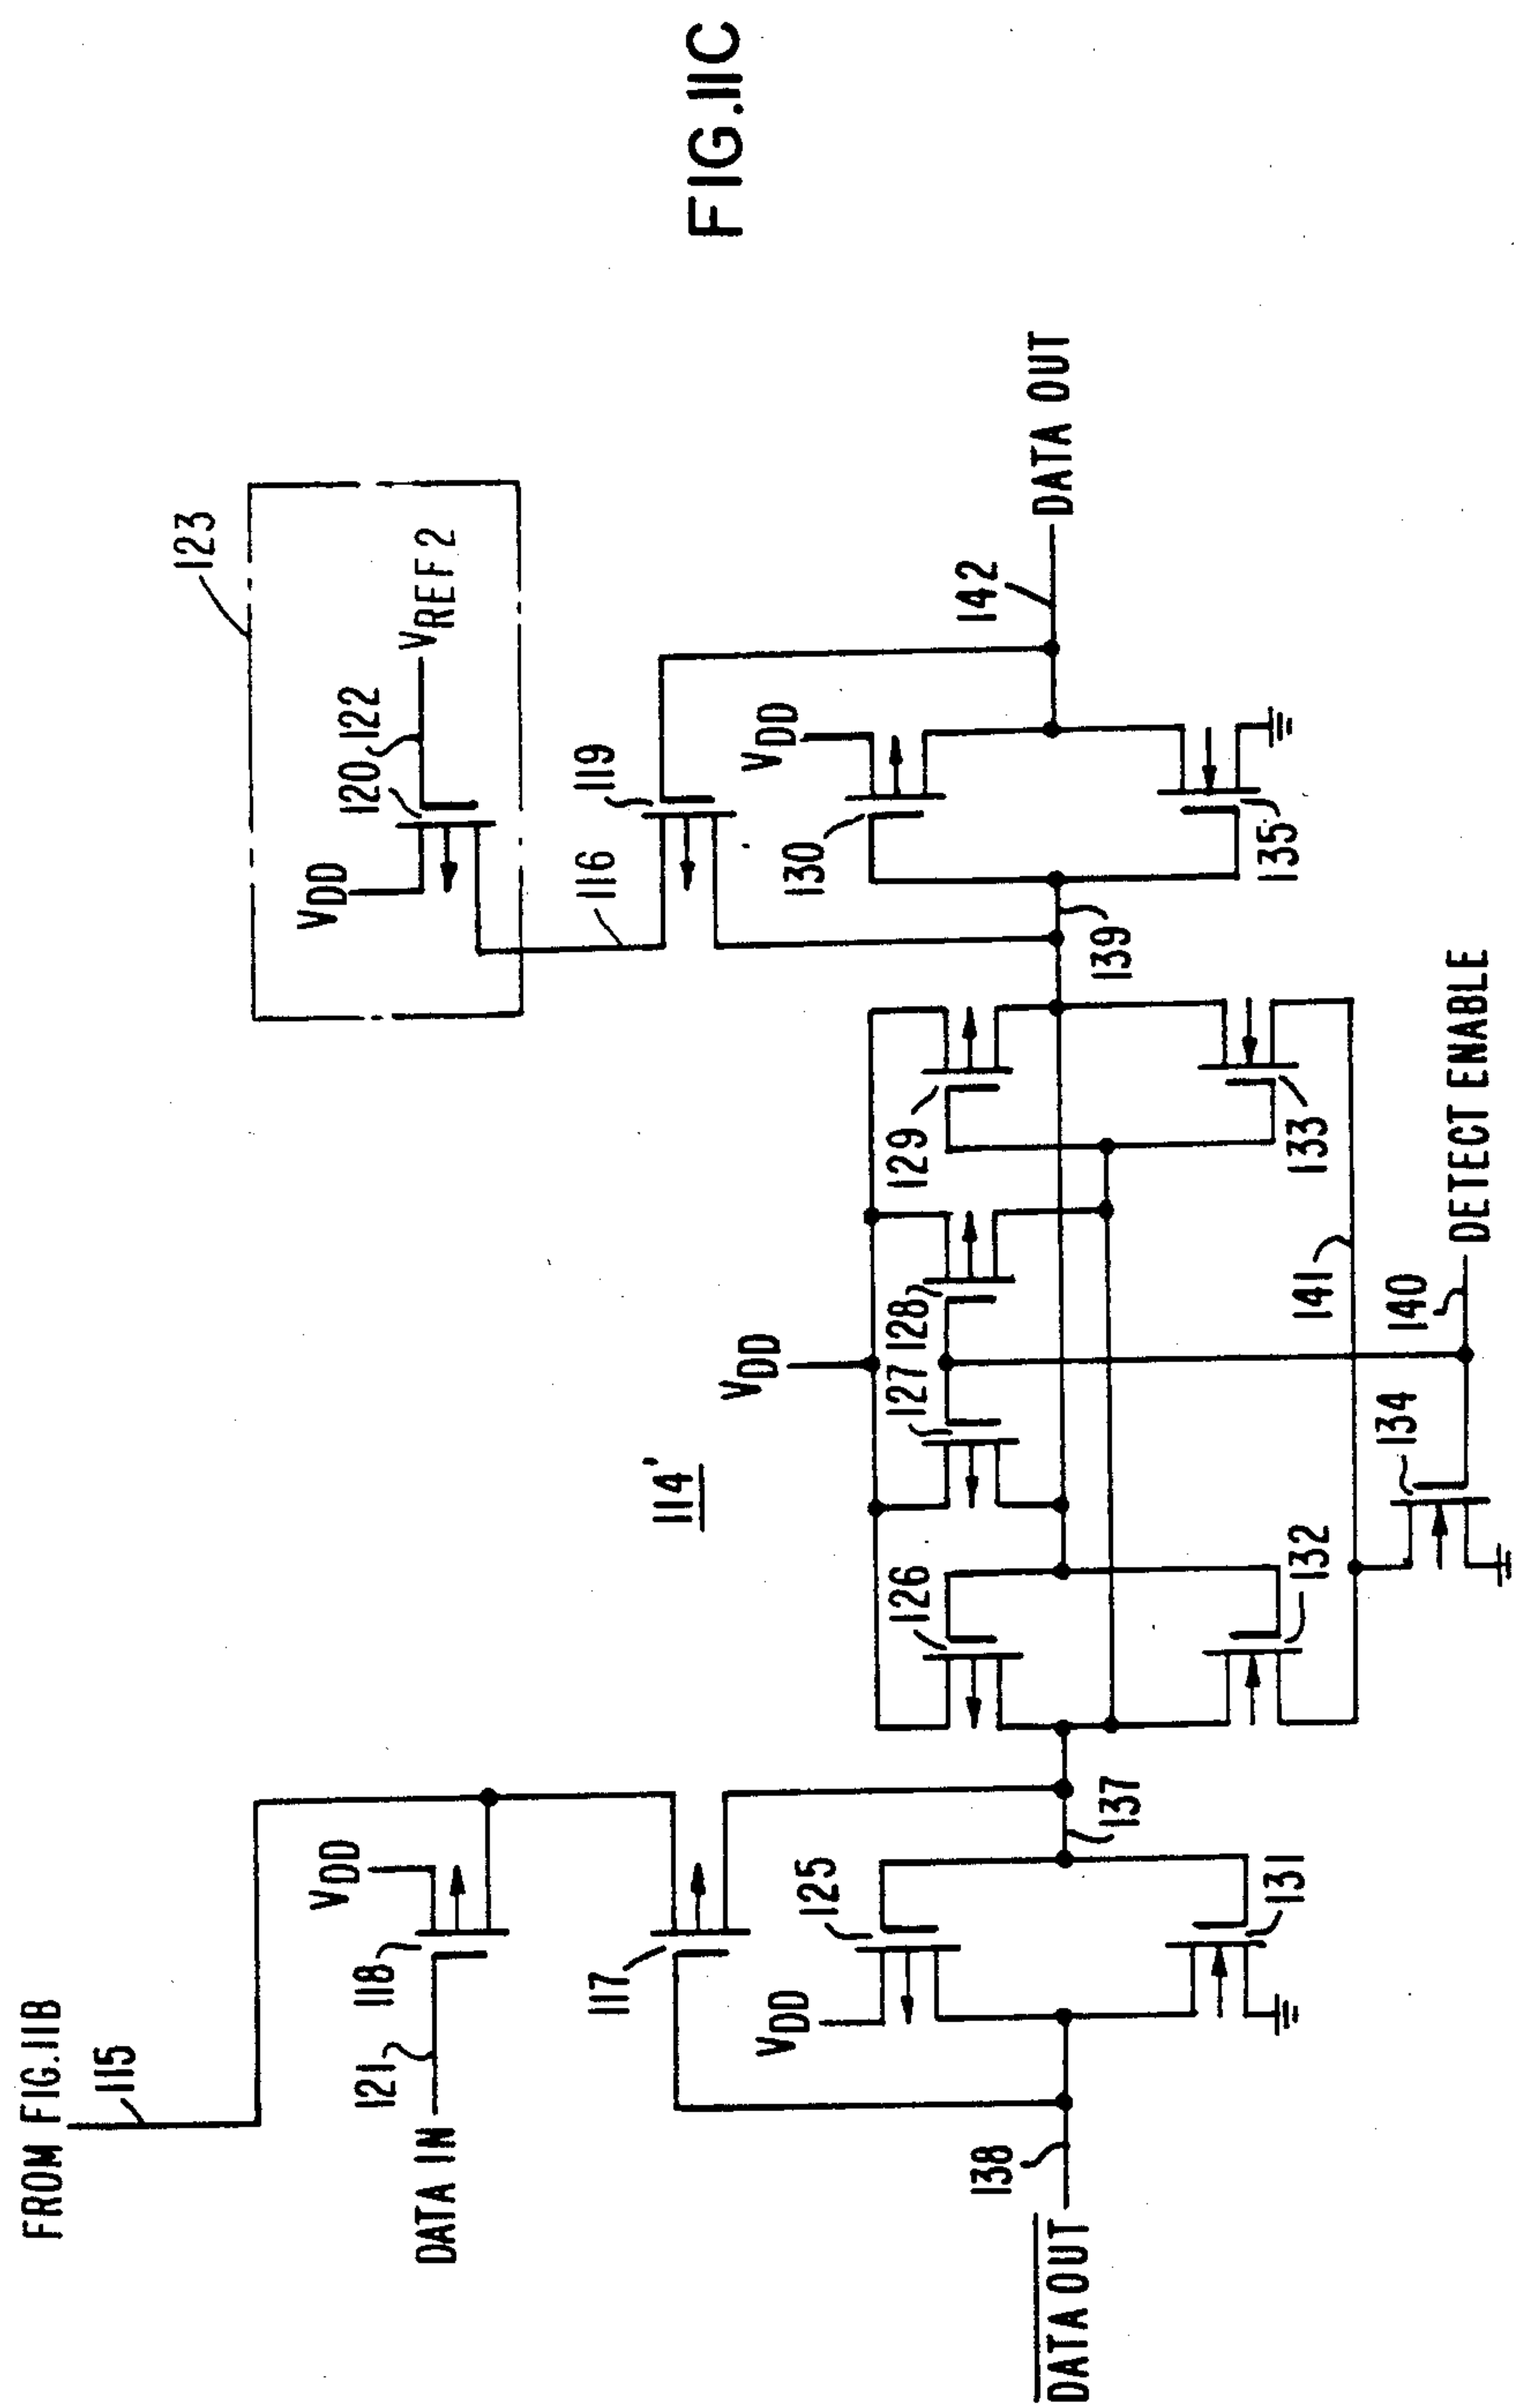 FROM FIG.11B
115
DATA IN
121
118
VDD
117
123
VDD
120
122
VREF 2
116
119
114'
VDD
VDD
125
126
127
128
129
130
VDD
DATA OUT
138
137
139
142
DATA OUT
131
132
133
135
134
141
140
DETECT ENABLE
FIG.11C